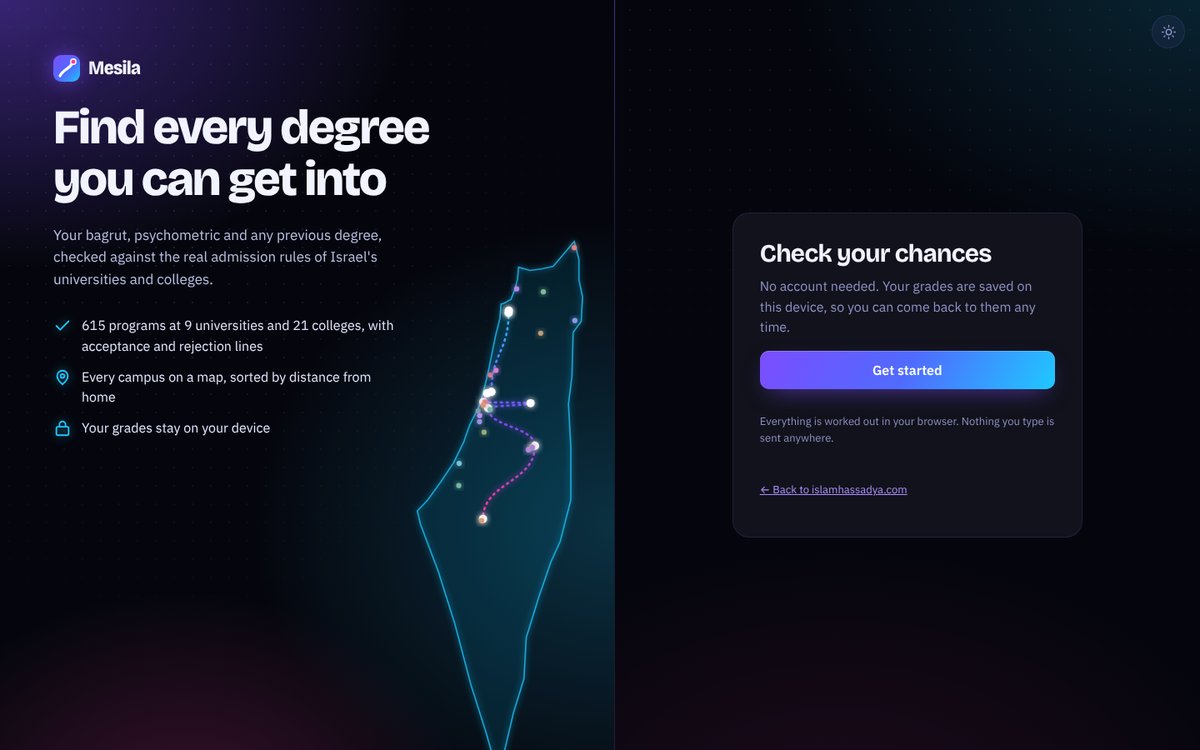 Mesila
Find every degree
you can get into
Your bagrut, psychometric and any previous degree,
checked against the real admission rules of Israel's
universities and colleges.
615 programs at 9 universities and 21 colleges, with
acceptance and rejection lines
Every campus on a map, sorted by distance from
home
Your grades stay on your device
Check your chances
No account needed. Your grades are saved on
this device, so you can come back to them any
time.
Get started
Everything is worked out in your browser. Nothing you type is
sent anywhere.
← Back to islamhassadya.com